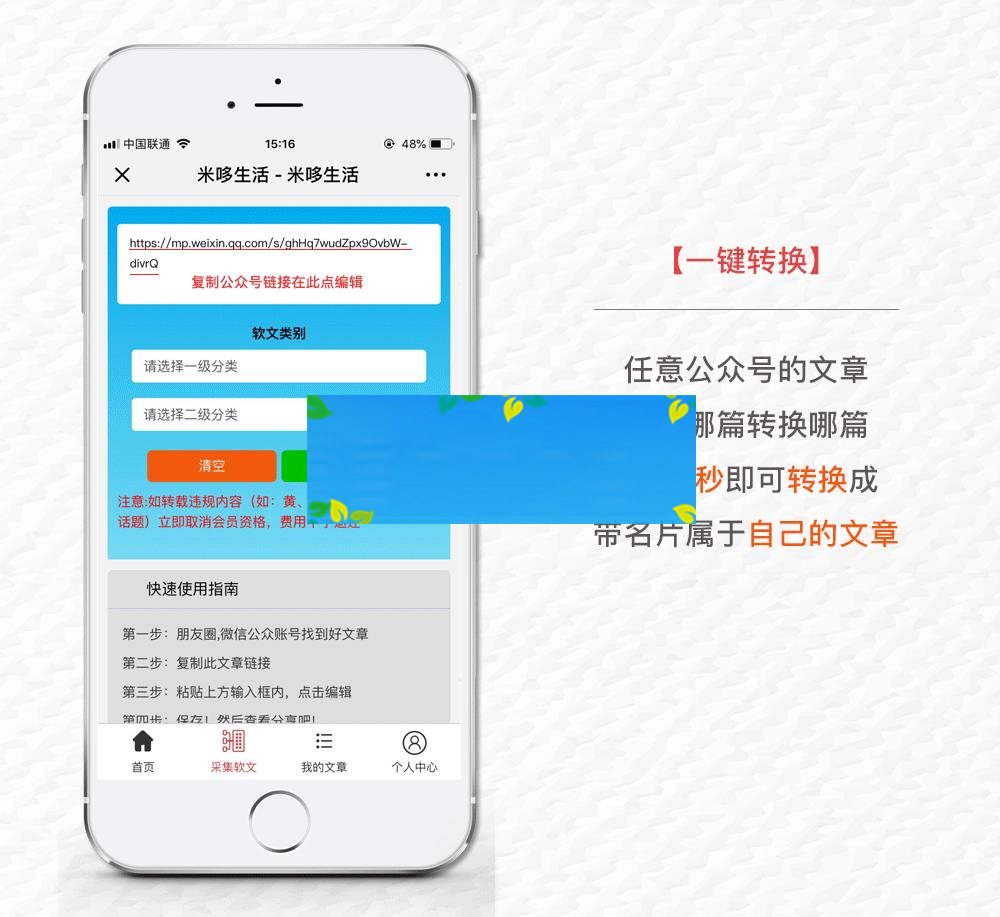 中国联通
15:16
48%
米哆生活 - 米哆生活
https://mp.weixin.qq.com/s/ghHq7wudZpx9OvbW-
divrQ
复制公众号链接在此点编辑
软文类别
请选择一级分类
请选择二级分类
清空
注意:如转载违规内容（如：黄、
话题）立即取消会员资格，费用不予退还
快速使用指南
第一步：朋友圈,微信公众账号找到好文章
第二步：复制此文章链接
第三步：粘贴上方输入框内，点击编辑
第四步：保存！然后查看分享吧!
首页
采集软文
我的文章
个人中心
【一键转换】
任意公众号的文章
哪篇转换哪篇
秒即可转换成
带名片属于自己的文章